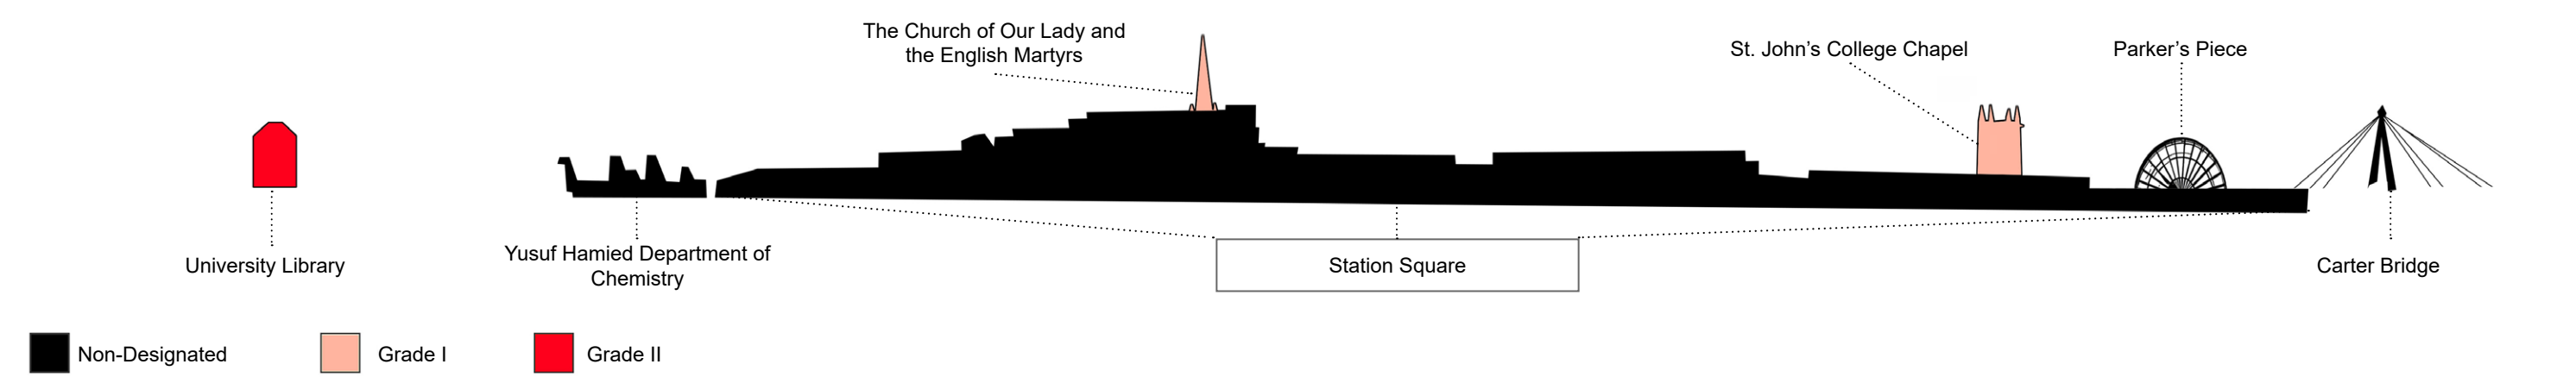 The Church of Our Lady and
the English Martyrs
St. John’s College Chapel
Parker’s Piece
University Library
Yusuf Hamied Department of
Chemistry
Station Square
Carter Bridge
Non-Designated
Grade I
Grade II